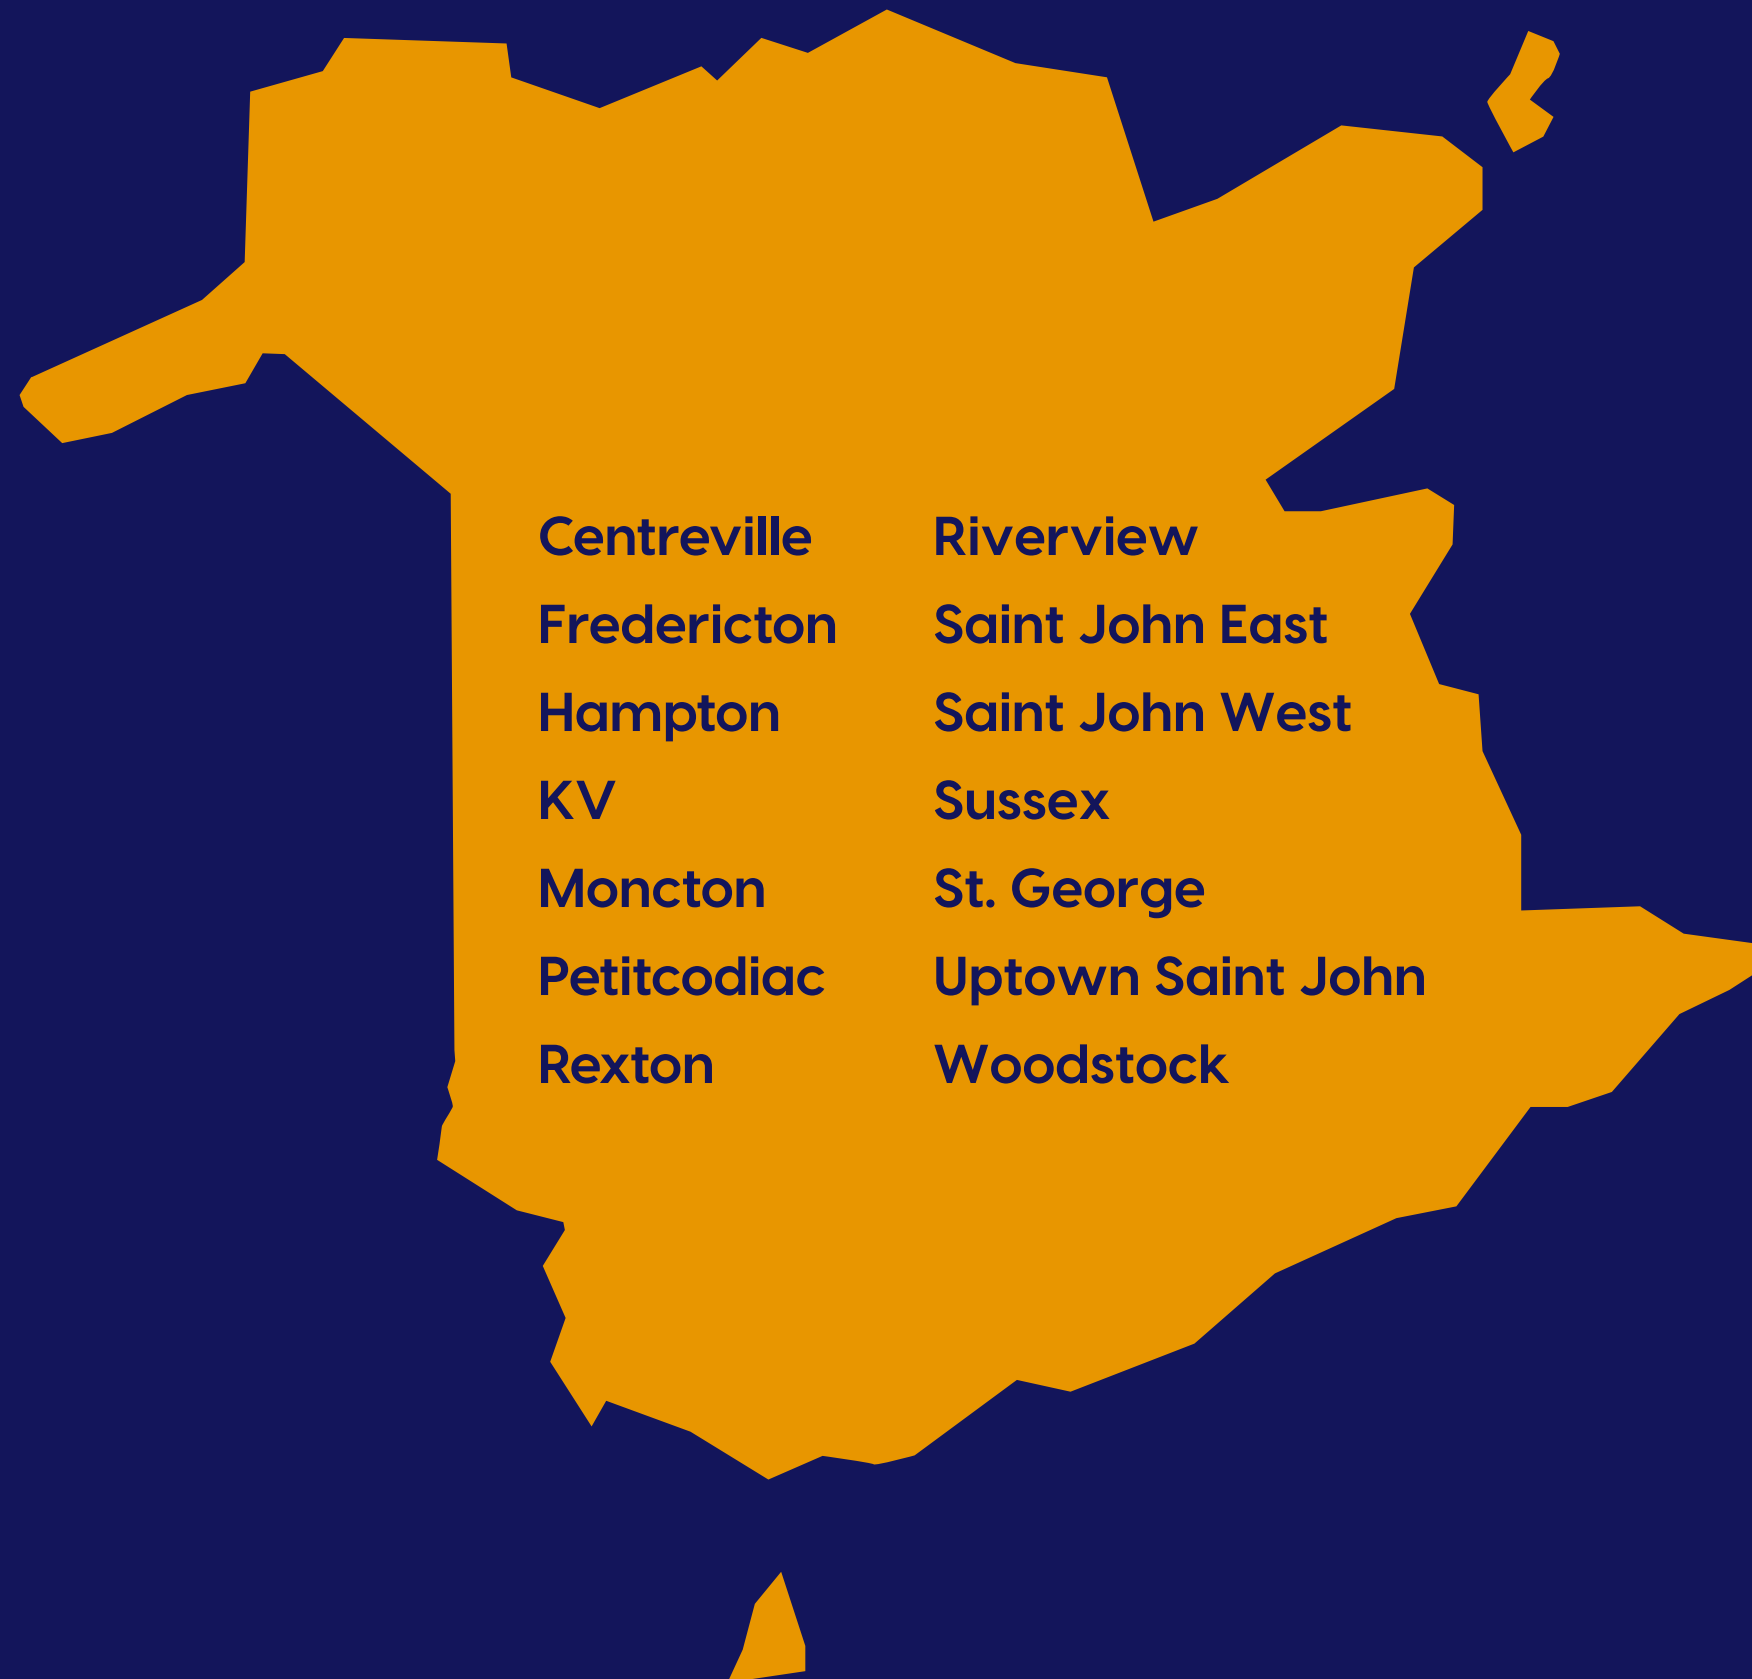 Centreville
Fredericton
Hampton
KV
Moncton
Petitcodiac
Rexton
Riverview
Saint John East
Saint John West
Sussex
St. George
Uptown Saint John
Woodstock